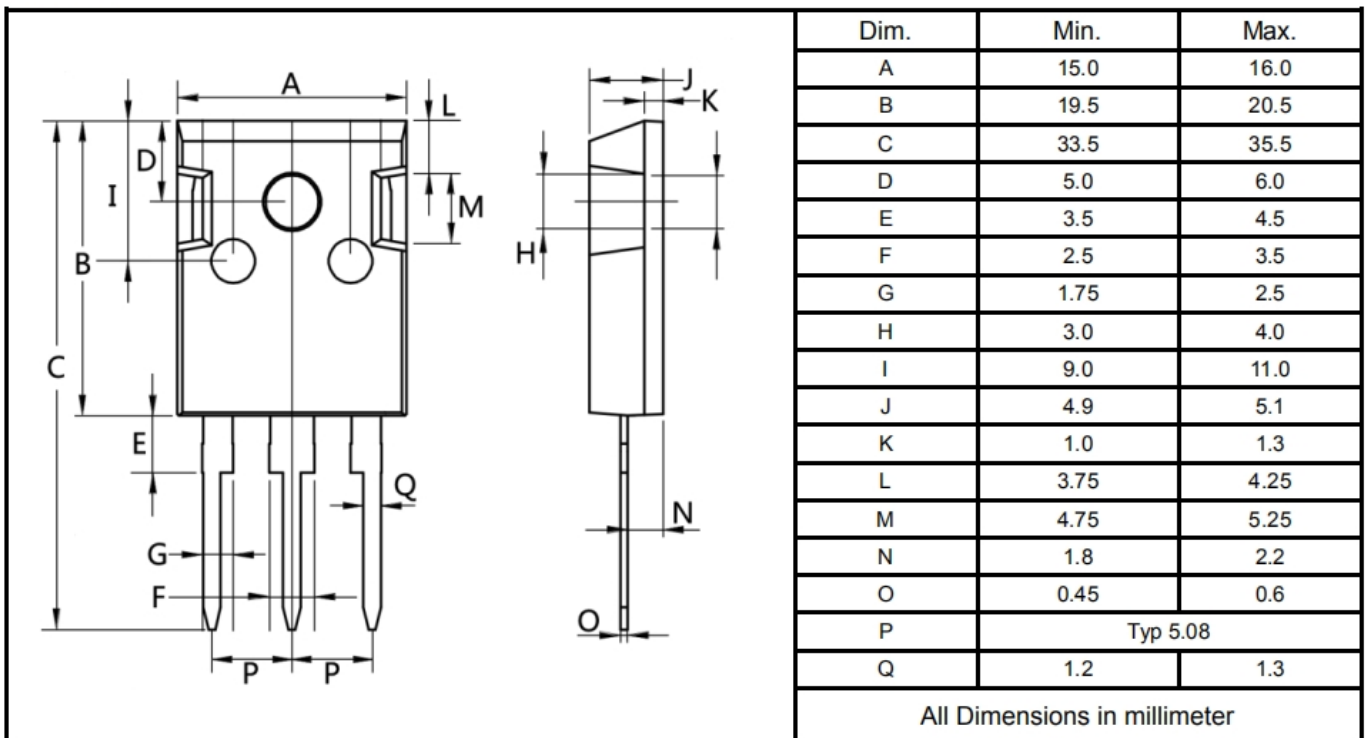 A
L
D
I
M
B
C
E
Q
G
F
P P
J
K
H
N
O
Dim. Min. Max.
A 15.0 16.0
B 19.5 20.5
C 33.5 35.5
D 5.0 6.0
E 3.5 4.5
F 2.5 3.5
G 1.75 2.5
H 3.0 4.0
I 9.0 11.0
J 4.9 5.1
K 1.0 1.3
L 3.75 4.25
M 4.75 5.25
N 1.8 2.2
O 0.45 0.6
P Typ 5.08
Q 1.2 1.3
All Dimensions in millimeter